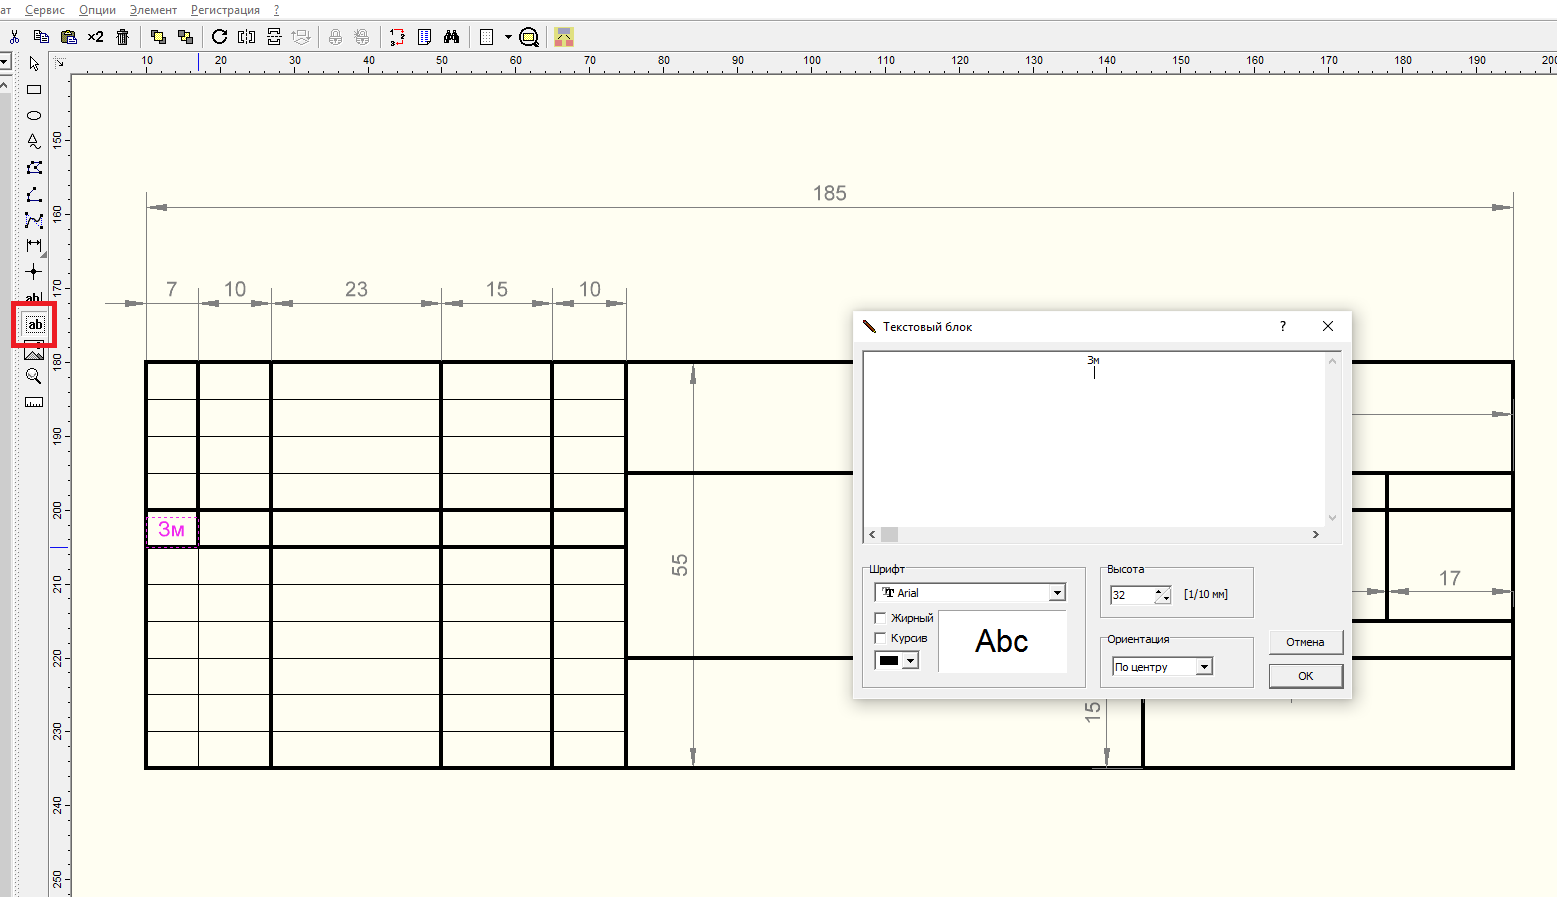 ат Сервис Опции Элемент Регистрация ?
×2
10 20 30 40 50 60 70 80 90 100 110 120 130 140 150 160 170 180 190 200
150
160
170
180
190
200
210
220
230
240
250
ab
ab
185
7 10 23 15 10
55
17
15
Зм
Текстовый блок ?
Зм
Шрифт
Arial
Жирный
Курсив
Abc
Высота
32 [1/10 мм]
Ориентация
По центру
Отмена
OK